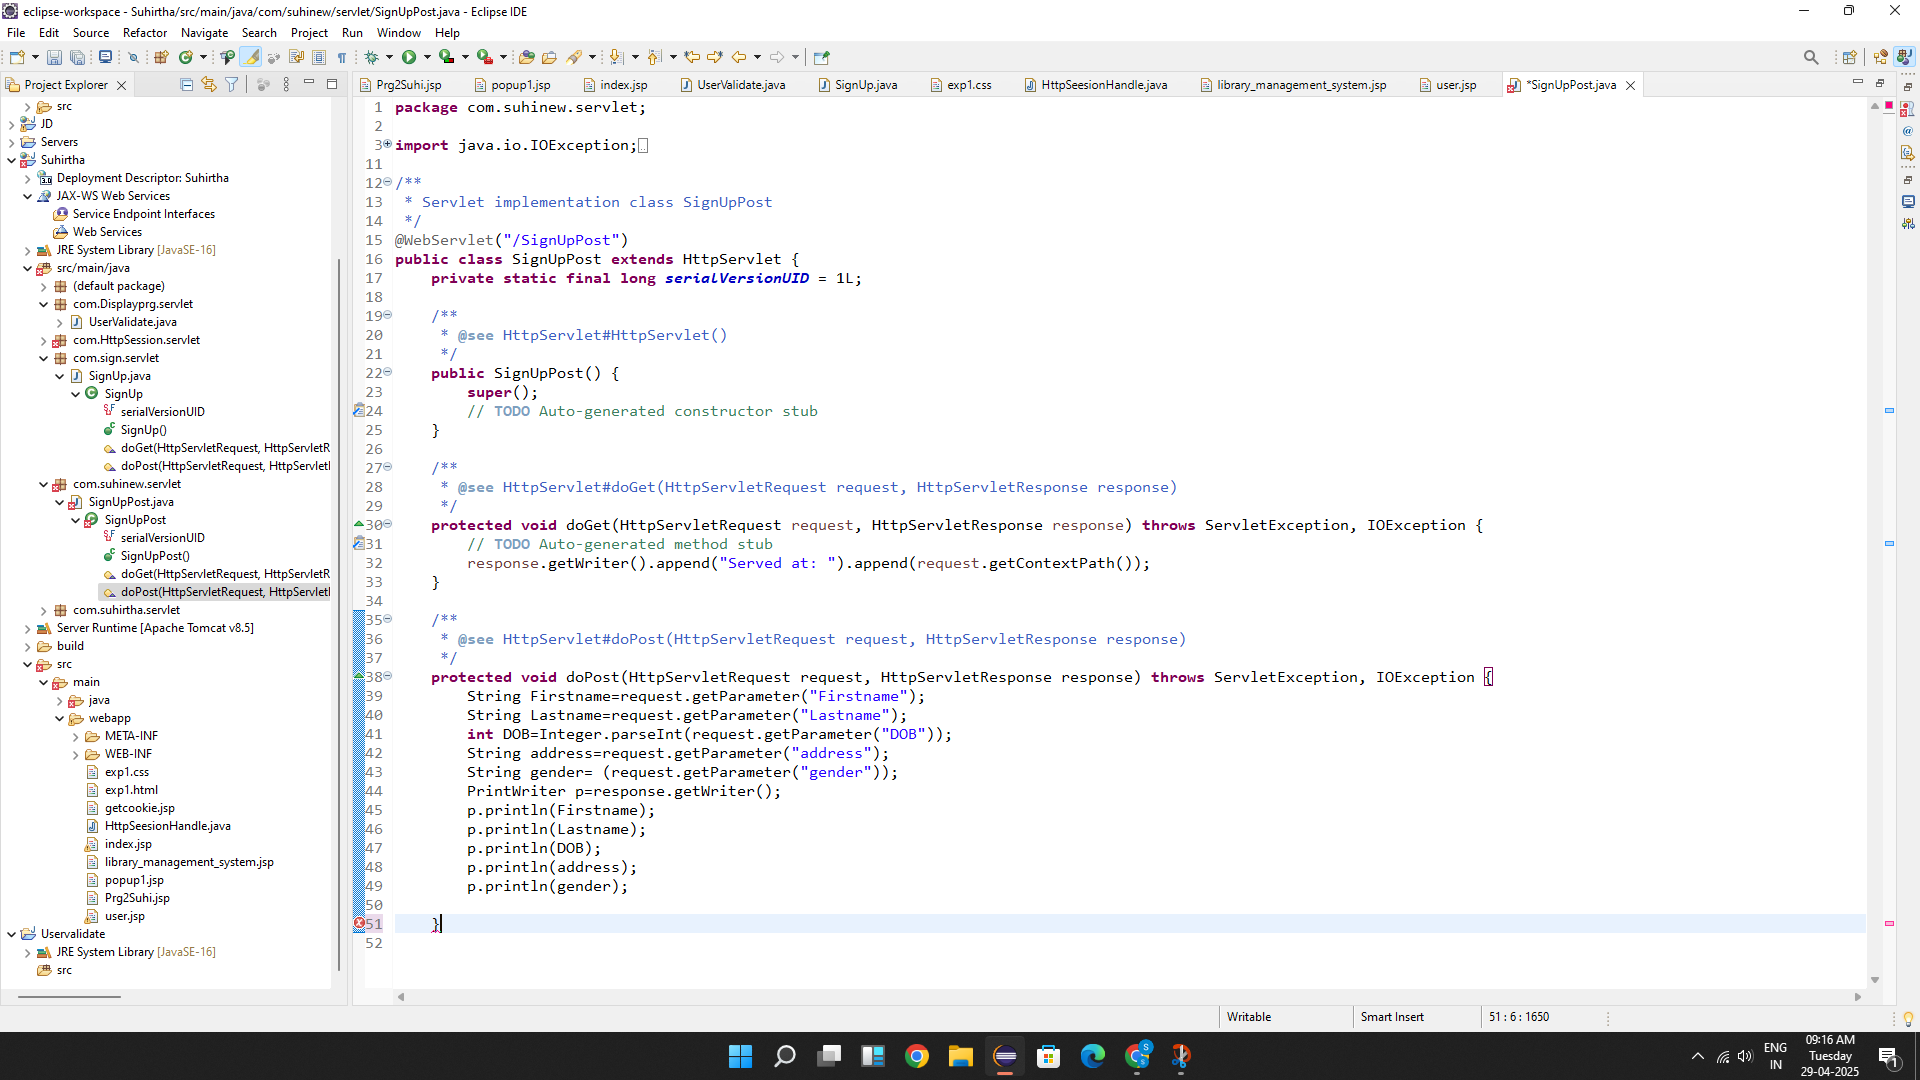 eclipse-workspace - Suhirtha/src/main/java/com/suhinew/servlet/SignUpPost.java - Eclipse IDE
File Edit Source Refactor Navigate Search Project Run Window Help
Project Explorer
Prg2Suhi.jsp popup1.jsp index.jsp UserValidate.java SignUp.java exp1.css HttpSeesionHandle.java library_management_system.jsp user.jsp *SignUpPost.java
src
JD
Servers
Suhirtha
Deployment Descriptor: Suhirtha
JAX-WS Web Services
Service Endpoint Interfaces
Web Services
JRE System Library [JavaSE-16]
src/main/java
(default package)
com.Displayprg.servlet
UserValidate.java
com.HttpSession.servlet
com.sign.servlet
SignUp.java
SignUp
serialVersionUID
SignUp()
doGet(HttpServletRequest, HttpServletR
doPost(HttpServletRequest, HttpServletl
com.suhinew.servlet
SignUpPost.java
SignUpPost
serialVersionUID
SignUpPost()
doGet(HttpServletRequest, HttpServletR
doPost(HttpServletRequest, HttpServletl
com.suhirtha.servlet
Server Runtime [Apache Tomcat v8.5]
build
src
main
java
webapp
META-INF
WEB-INF
exp1.css
exp1.html
getcookie.jsp
HttpSeesionHandle.java
index.jsp
library_management_system.jsp
popup1.jsp
Prg2Suhi.jsp
user.jsp
Uservalidate
JRE System Library [JavaSE-16]
src
1 package com.suhinew.servlet;
2
3 import java.io.IOException;
11
12 /**
13 * Servlet implementation class SignUpPost
14 */
15 @WebServlet("/SignUpPost")
16 public class SignUpPost extends HttpServlet {
17 private static final long serialVersionUID = 1L;
18
19 /**
20 * @see HttpServlet#HttpServlet()
21 */
22 public SignUpPost() {
23 super();
24 // TODO Auto-generated constructor stub
25 }
26
27 /**
28 * @see HttpServlet#doGet(HttpServletRequest request, HttpServletResponse response)
29 */
30 protected void doGet(HttpServletRequest request, HttpServletResponse response) throws ServletException, IOException {
31 // TODO Auto-generated method stub
32 response.getWriter().append("Served at: ").append(request.getContextPath());
33 }
34
35 /**
36 * @see HttpServlet#doPost(HttpServletRequest request, HttpServletResponse response)
37 */
38 protected void doPost(HttpServletRequest request, HttpServletResponse response) throws ServletException, IOException {
39 String Firstname=request.getParameter("Firstname");
40 String Lastname=request.getParameter("Lastname");
41 int DOB=Integer.parseInt(request.getParameter("DOB"));
42 String address=request.getParameter("address");
43 String gender= (request.getParameter("gender"));
44 PrintWriter p=response.getWriter();
45 p.println(Firstname);
46 p.println(Lastname);
47 p.println(DOB);
48 p.println(address);
49 p.println(gender);
50
51 }
52
Writable Smart Insert 51 : 6 : 1650
ENG
IN
09:16 AM
Tuesday
29-04-2025
1